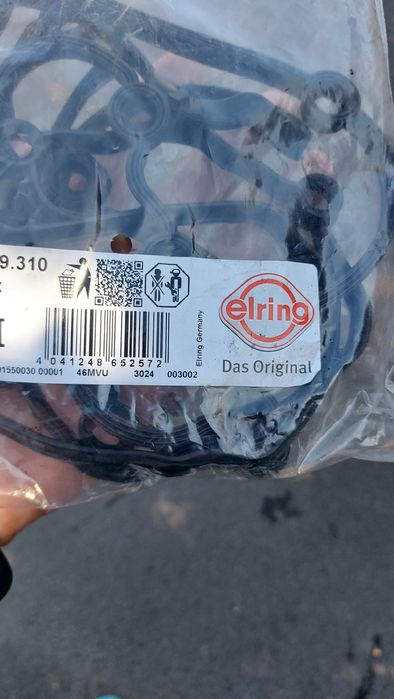 9.310
elring
Das Original
Elring Germany
4 041248 652572
01550030 00001 46MVU 3024 003002